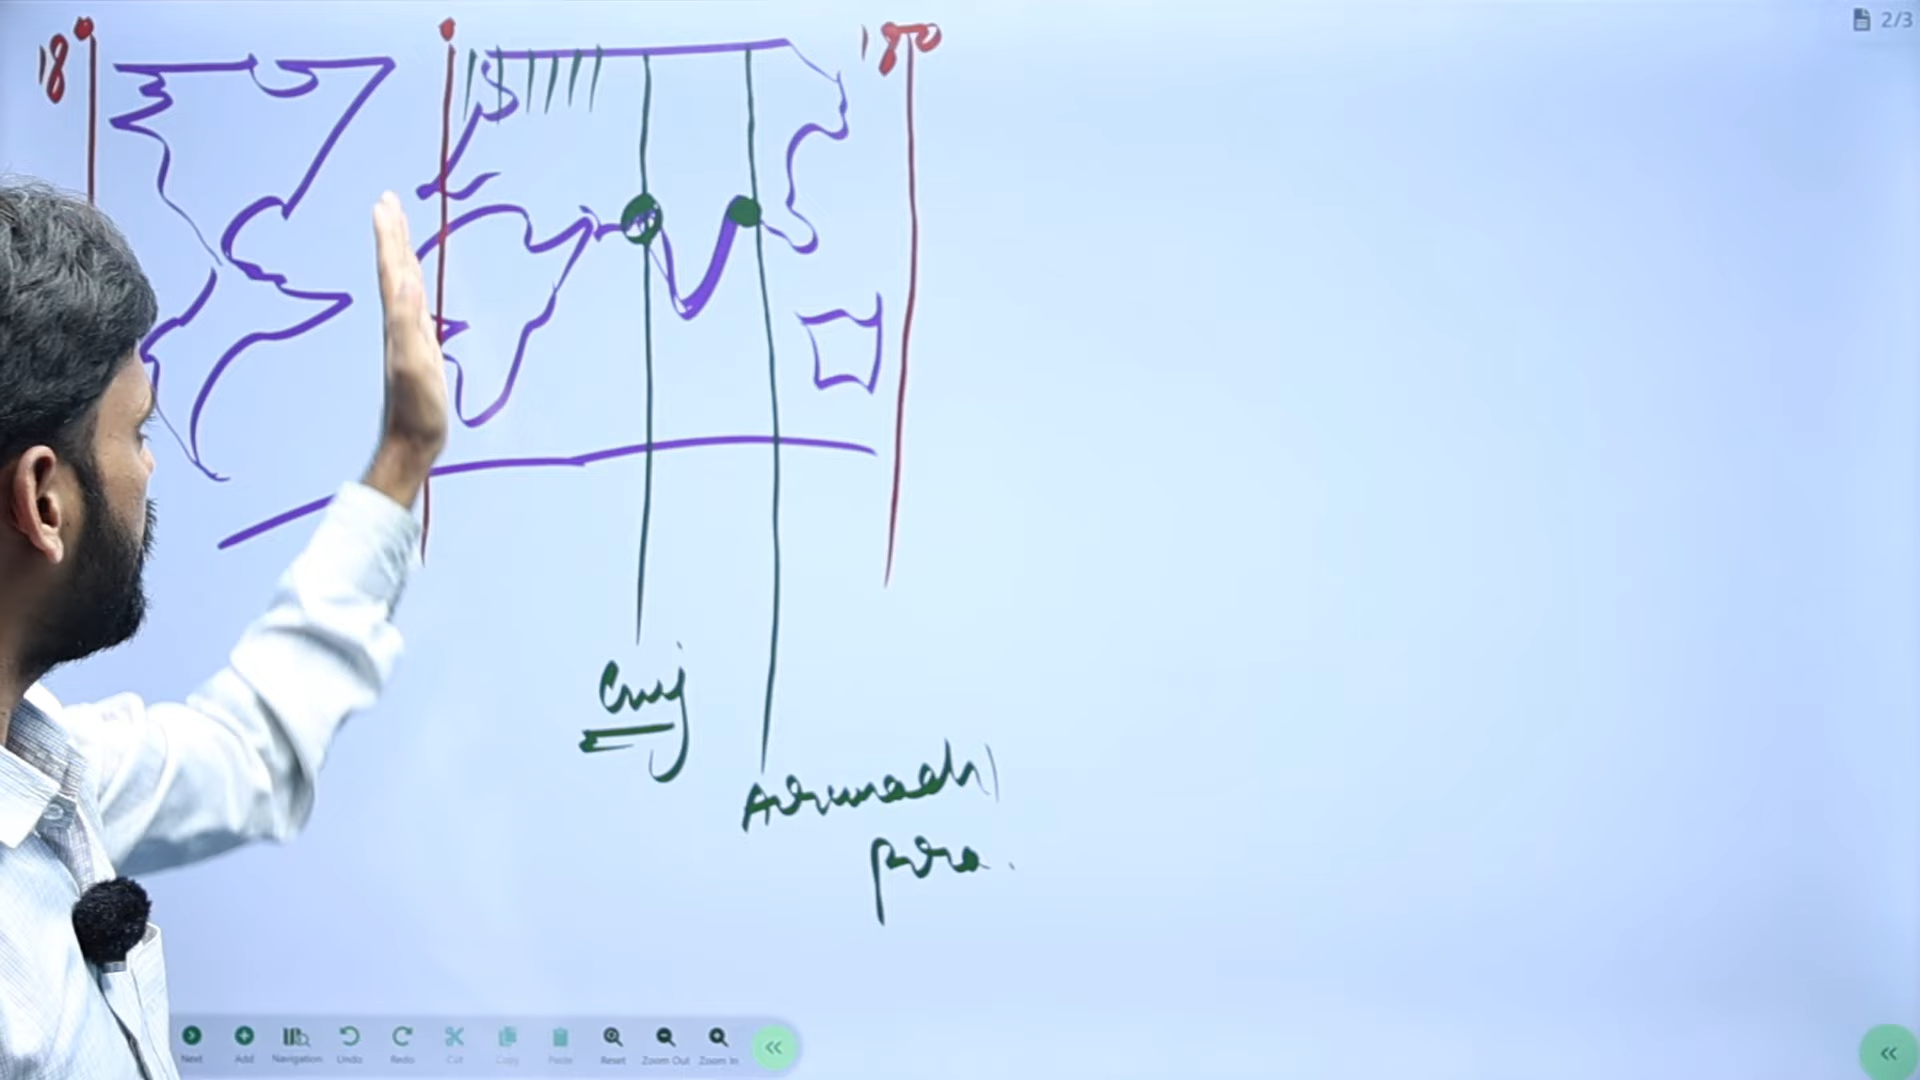 180
180
2/3
Guj
Arunachl
pra.
Next Add Navigation Undo Redo Cut Copy Paste Reset Zoom Out Zoom In